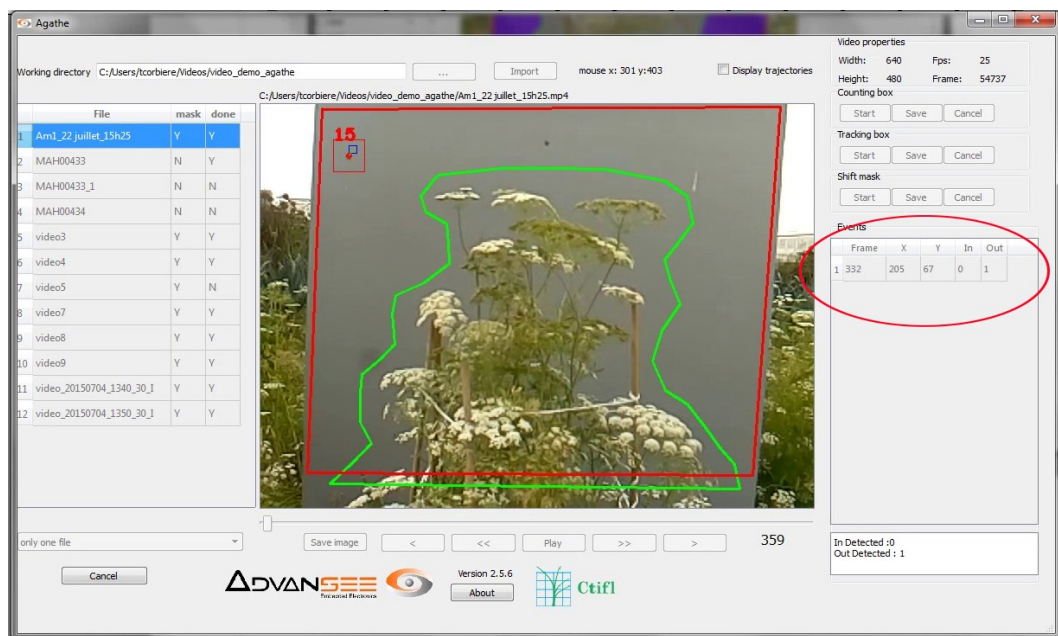 Agathe
Working directory C:/Users/tcorbiere/Videos/video_demo_agathe ... Import mouse x: 301 y:403 Display trajectories
C:/Users/tcorbiere/Videos/video_demo_agathe/Am1_22 juillet_15h25.mp4
File mask done
1 Am1_22 juillet_15h25 Y Y
2 MAH00433 N Y
3 MAH00433_1 N N
4 MAH00434 N N
5 video3 Y Y
6 video4 Y Y
7 video5 Y N
8 video7 Y Y
9 video8 Y Y
10 video9 Y Y
11 video_20150704_1340_30_I Y Y
12 video_20150704_1350_30_I Y Y
15
Video properties
Width: 640 Fps: 25
Height: 480 Frame: 54737
Counting box
Start Save Cancel
Tracking box
Start Save Cancel
Shift mask
Start Save Cancel
Events
Frame X Y In Out
1 332 205 67 0 1
only one file
Save image < << Play >> > 359
In Detected :0
Out Detected : 1
Cancel
ADVANSEE
Version 2.5.6
About
Ctifl